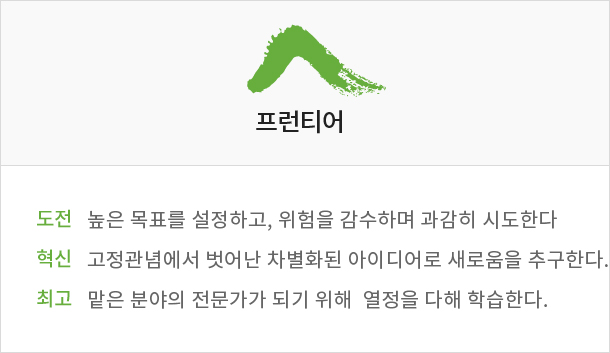 프런티어
도전 높은 목표를 설정하고, 위험을 감수하며 과감히 시도한다
혁신 고정관념에서 벗어난 차별화된 아이디어로 새로움을 추구한다.
최고 맡은 분야의 전문가가 되기 위해 열정을 다해 학습한다.